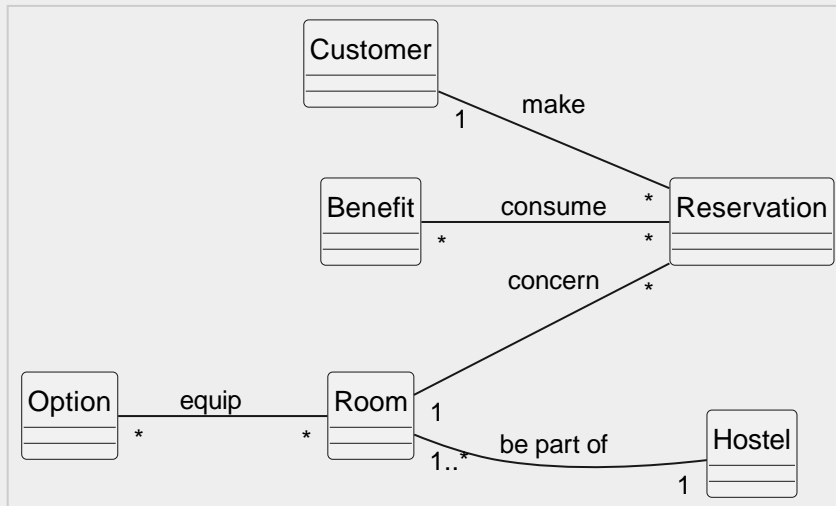 Customer
make
1
*
Benefit
consume
Reservation
*
*
concern
*
Option
equip
Room
*
*
1
1..*
be part of
Hostel
1